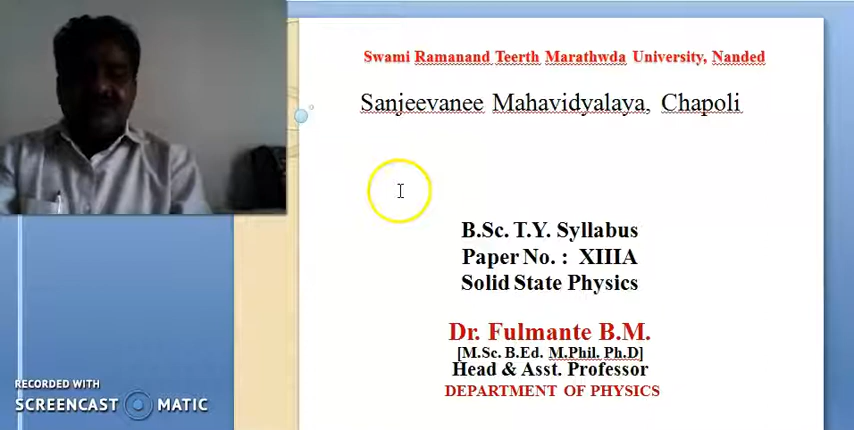 Swami Ramanand Teerth Marathwda University, Nanded
Sanjeevanee Mahavidyalaya, Chapoli
B.Sc. T.Y. Syllabus
Paper No. : XIIIA
Solid State Physics
Dr. Fulmante B.M.
[M.Sc. B.Ed. M.Phil. Ph.D]
Head & Asst. Professor
DEPARTMENT OF PHYSICS
RECORDED WITH
SCREENCAST MATIC